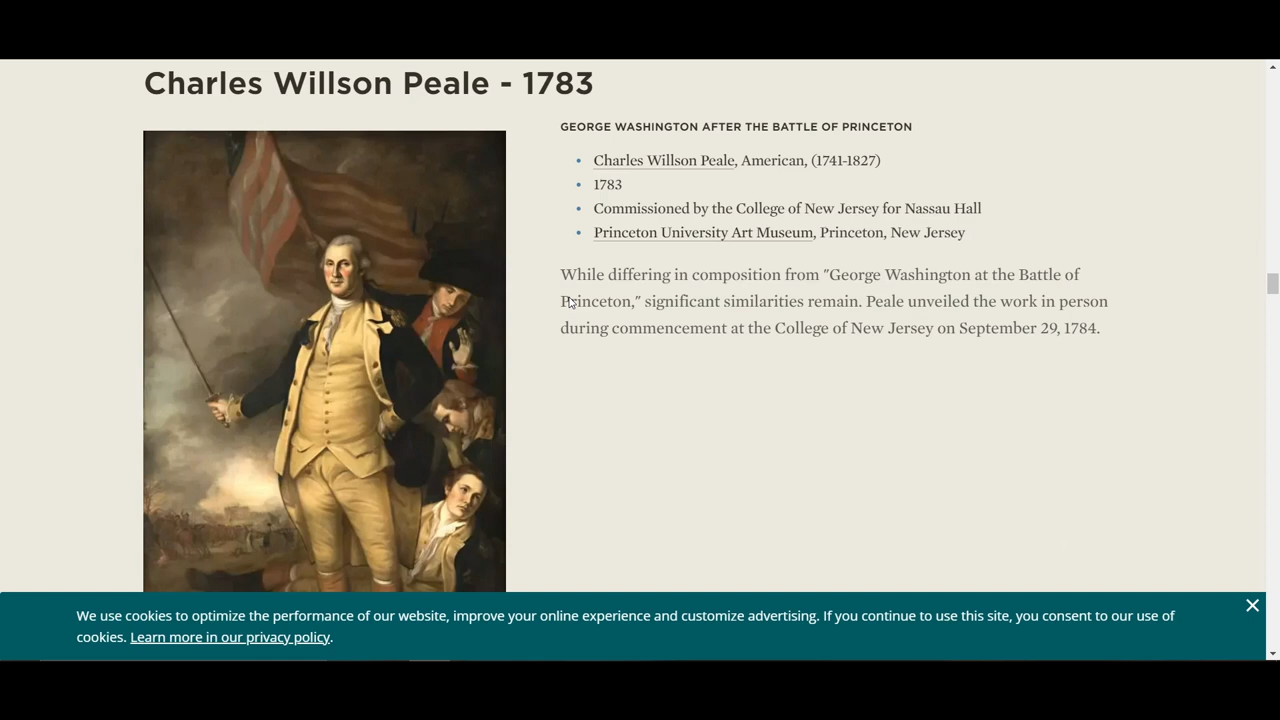 Charles Willson Peale - 1783
GEORGE WASHINGTON AFTER THE BATTLE OF PRINCETON
• Charles Willson Peale, American, (1741-1827)
• 1783
• Commissioned by the College of New Jersey for Nassau Hall
• Princeton University Art Museum, Princeton, New Jersey
While differing in composition from "George Washington at the Battle of
Princeton," significant similarities remain. Peale unveiled the work in person
during commencement at the College of New Jersey on September 29, 1784.
We use cookies to optimize the performance of our website, improve your online experience and customize advertising. If you continue to use this site, you consent to our use of
cookies. Learn more in our privacy policy.